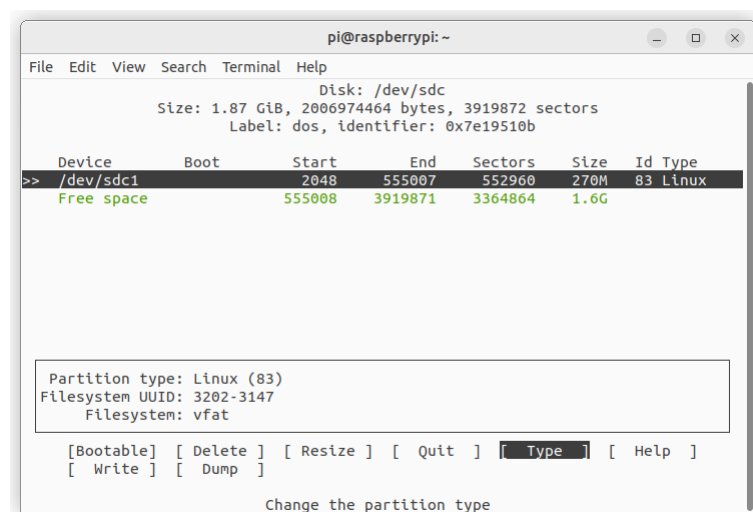 pi@raspberrypi: ~
File Edit View Search Terminal Help
Disk: /dev/sdc
Size: 1.87 GiB, 2006974464 bytes, 3919872 sectors
Label: dos, identifier: 0x7e19510b
Device Boot Start End Sectors Size Id Type
>> /dev/sdc1 2048 555007 552960 270M 83 Linux
Free space 555008 3919871 3364864 1.6G
Partition type: Linux (83)
Filesystem UUID: 3202-3147
Filesystem: vfat
[Bootable] [ Delete ] [ Resize ] [ Quit ] [ Type ] [ Help ]
[ Write ] [ Dump ]
Change the partition type